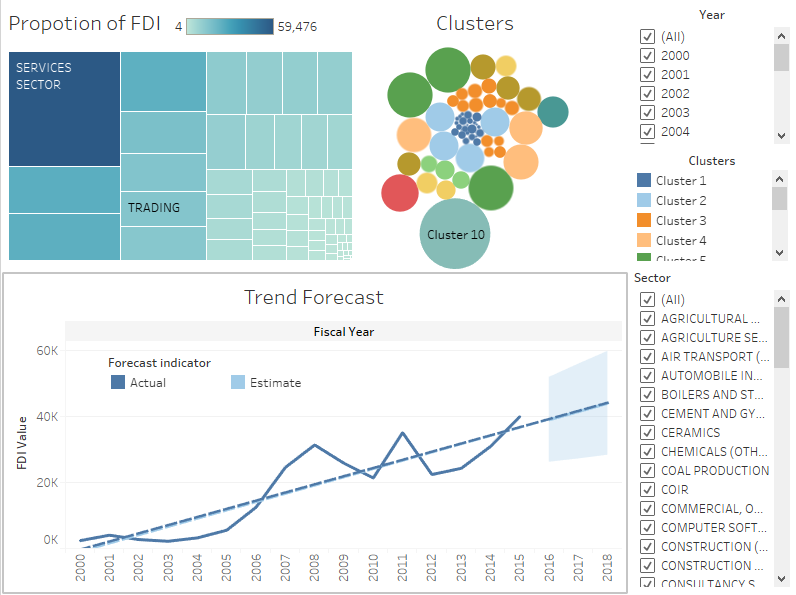 Propotion of FDI
4
59,476
SERVICES
SECTOR
TRADING
Clusters
Cluster 10
Year
(All)
2000
2001
2002
2003
2004
Clusters
Cluster 1
Cluster 2
Cluster 3
Cluster 4
Cluster 5
Trend Forecast
Fiscal Year
Forecast indicator
Actual
Estimate
FDI Value
60K
40K
20K
0K
2000
2001
2002
2003
2004
2005
2006
2007
2008
2009
2010
2011
2012
2013
2014
2015
2016
2017
2018
Sector
(All)
AGRICULTURAL ...
AGRICULTURE SE...
AIR TRANSPORT (...
AUTOMOBILE IN...
BOILERS AND ST...
CEMENT AND GY...
CERAMICS
CHEMICALS (OTH...
COAL PRODUCTION
COIR
COMMERCIAL, O...
COMPUTER SOFT...
CONSTRUCTION (...
CONSTRUCTION ...
CONSULTANCY S...